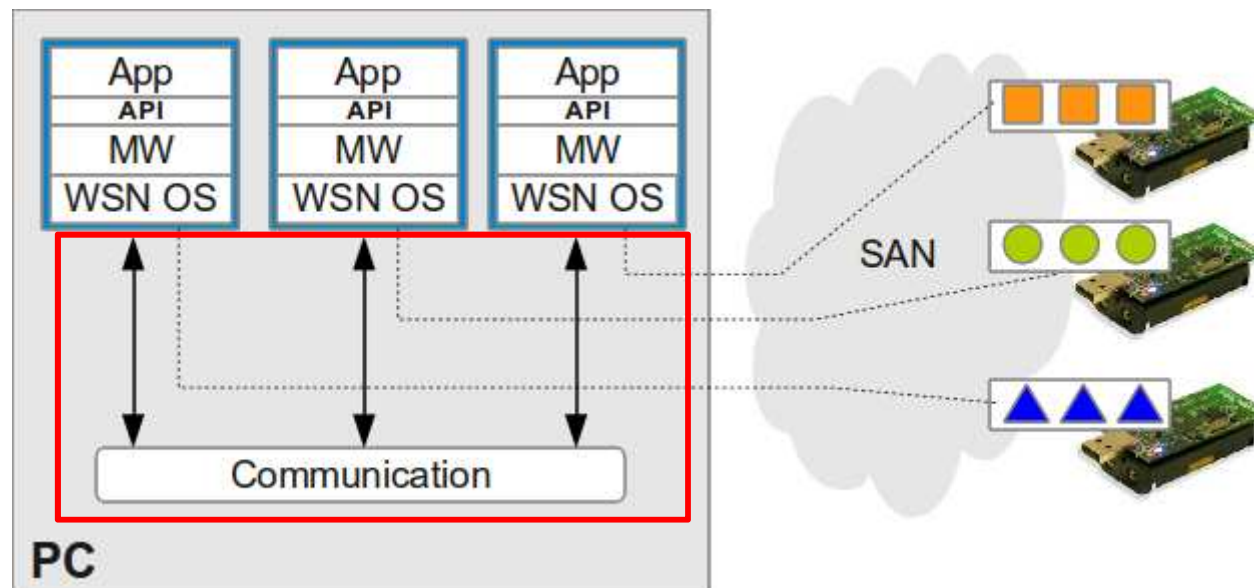 App
API
MW
WSN OS
App
API
MW
WSN OS
App
API
MW
WSN OS
SAN
Communication
PC